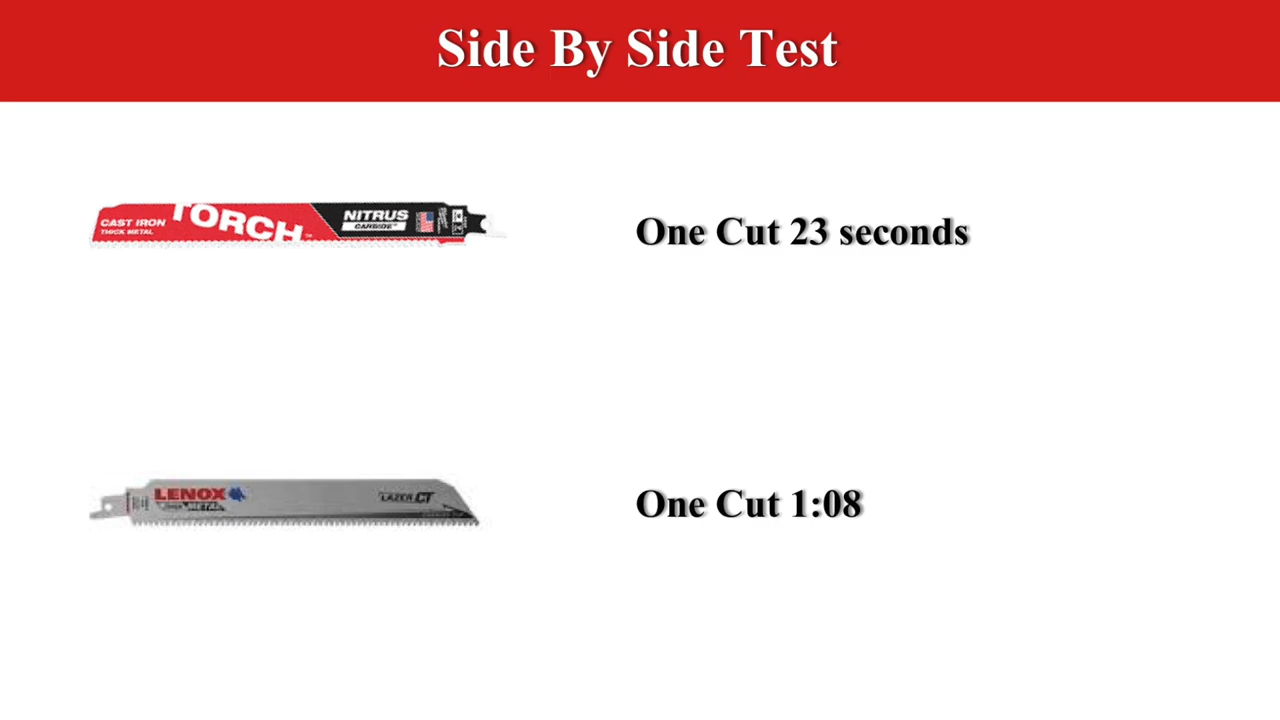 Side By Side Test
CAST IRON
THICK METAL
TORCH
NITRUS
CARBIDE
One Cut 23 seconds
LENOX
METAL
LAZER CT
One Cut 1:08